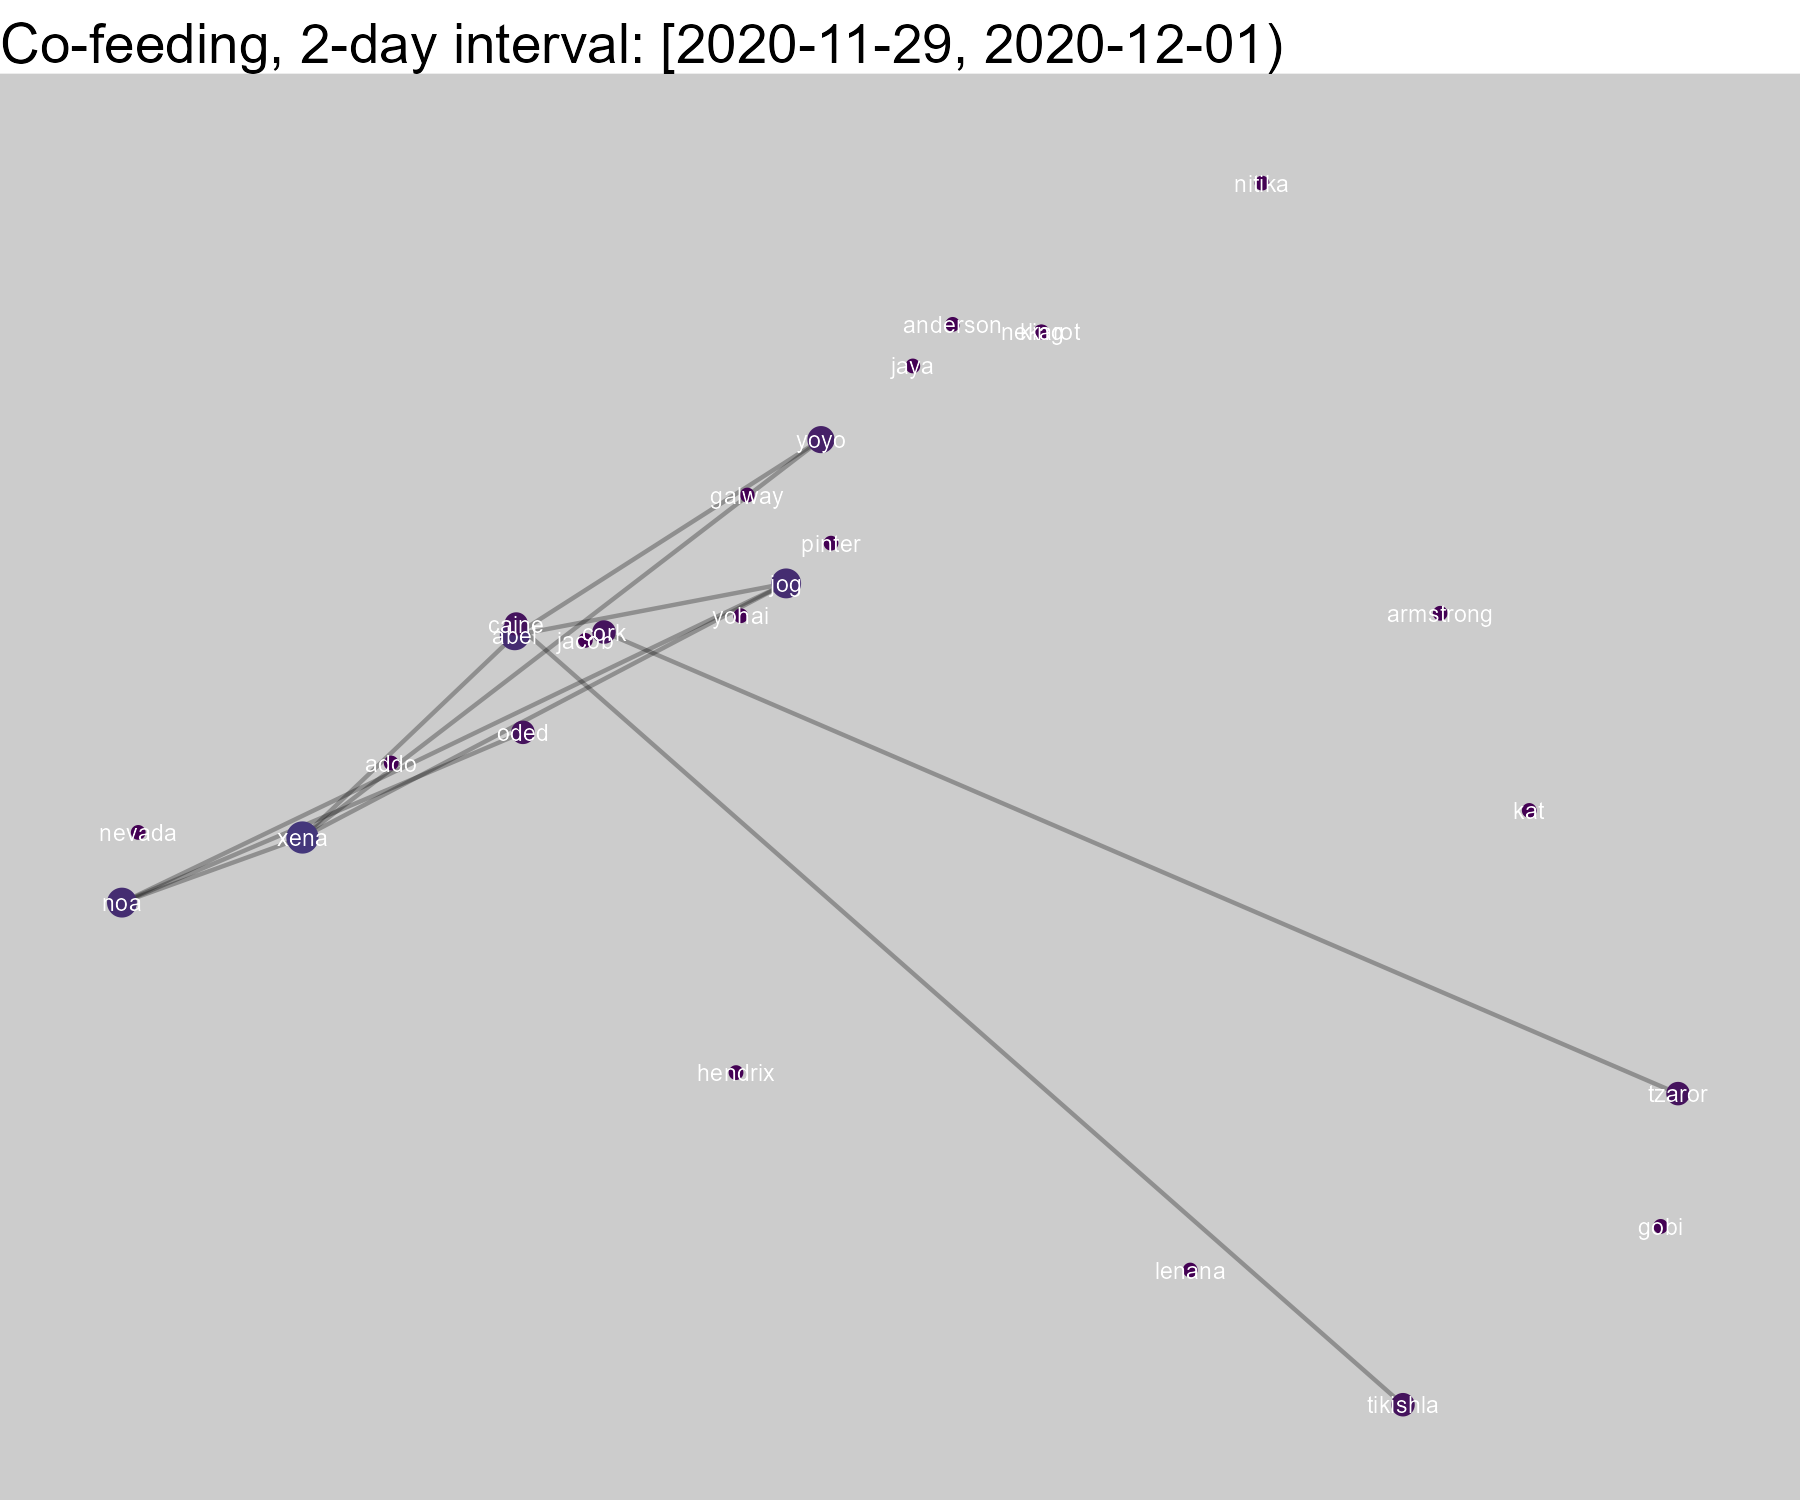 Co-feeding, 2-day interval: [2020-11-29, 2020-12-01)
nitika
anderson
jaya
yoyo
galway
pinter
jog
yohai
armstrong
caine
abel
cork
jacob
oded
addo
kat
nevada
xena
noa
hendrix
tzaror
gobi
lenana
tikishla